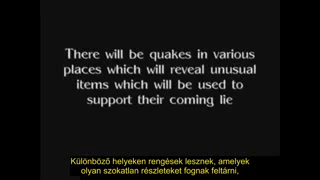 There will be quakes in various
places which will reveal unusual
items which will be used to
support their coming lie
Különböző helyeken rengések lesznek, amelyek
olyan szokatlan részleteket fognak feltárni,